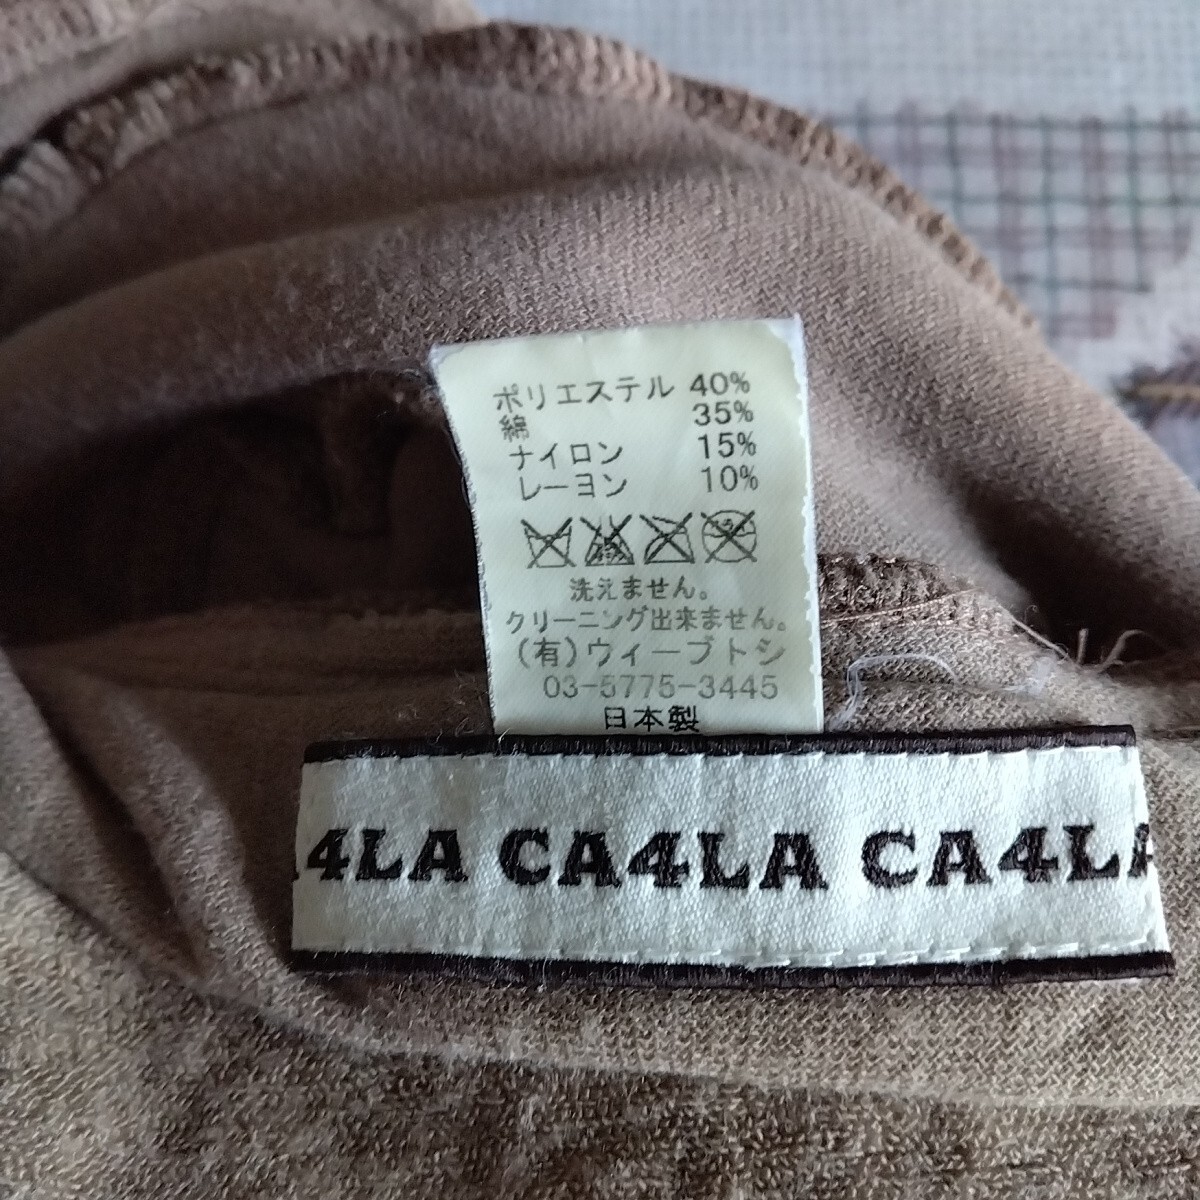 ポリエステル 40%
綿 35%
ナイロン 15%
レーヨン 10%
洗えません。
クリーニング出来ません。
(有)ウィーブトシ
03-5775-3445
日本製
4LA CA4LA CA4LA